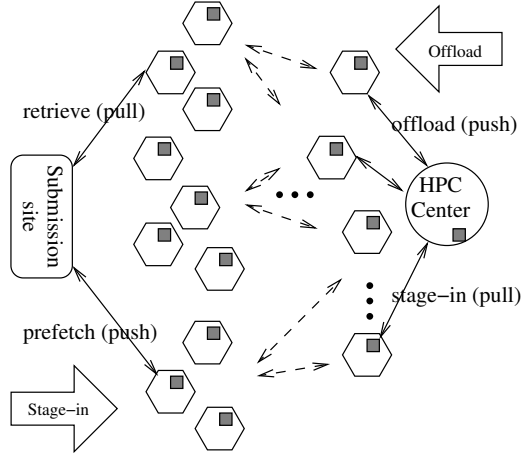 Offload
retrieve (pull)
offload (push)
Submission
site
HPC
Center
stage−in (pull)
prefetch (push)
Stage−in